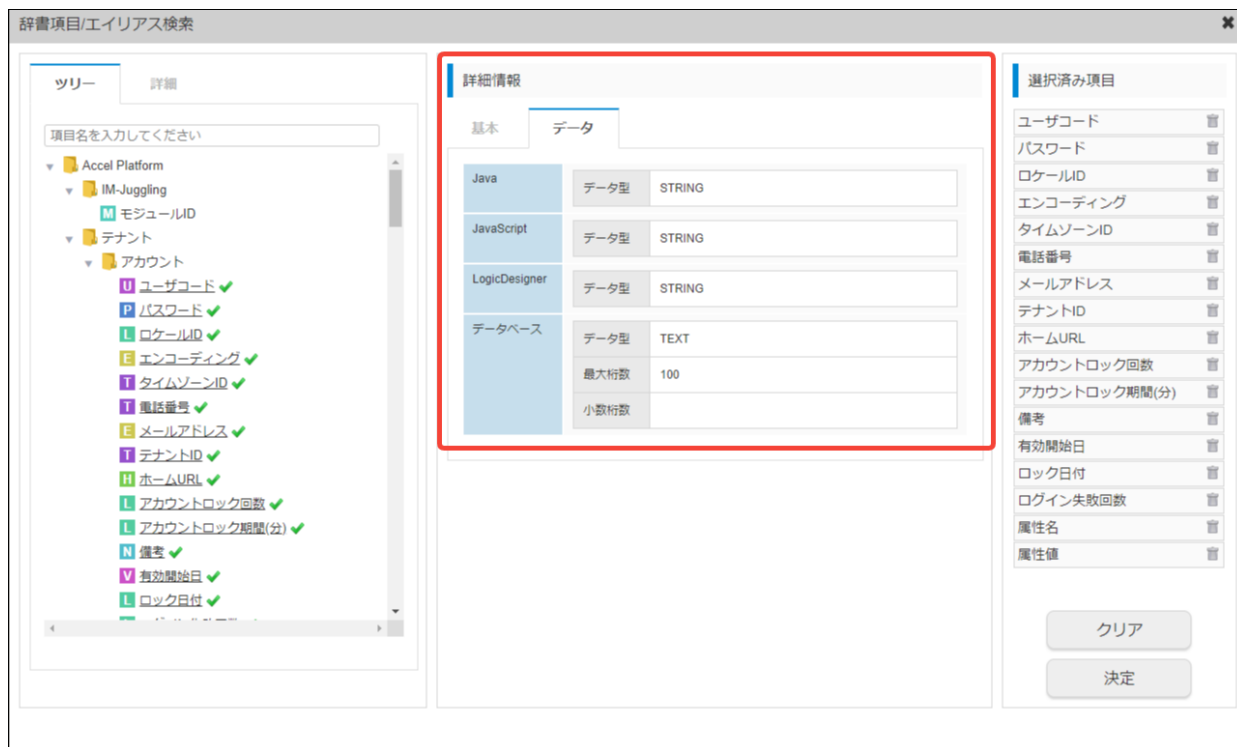 辞書項目/エイリアス検索
ツリー
詳細
項目名を入力してください
Accel Platform
IM-Juggling
M モジュールID
テナント
アカウント
U ユーザコード
P パスワード
L ロケールID
E エンコーディング
T タイムゾーンID
T 電話番号
E メールアドレス
T テナントID
H ホームURL
L アカウントロック回数
L アカウントロック期間(分)
N 備考
V 有効開始日
L ロック日付
詳細情報
基本
データ
Java
データ型 STRING
JavaScript
データ型 STRING
LogicDesigner
データ型 STRING
データベース
データ型 TEXT
最大桁数 100
小数桁数
選択済み項目
ユーザコード
パスワード
ロケールID
エンコーディング
タイムゾーンID
電話番号
メールアドレス
テナントID
ホームURL
アカウントロック回数
アカウントロック期間(分)
備考
有効開始日
ロック日付
ログイン失敗回数
属性名
属性値
クリア
決定